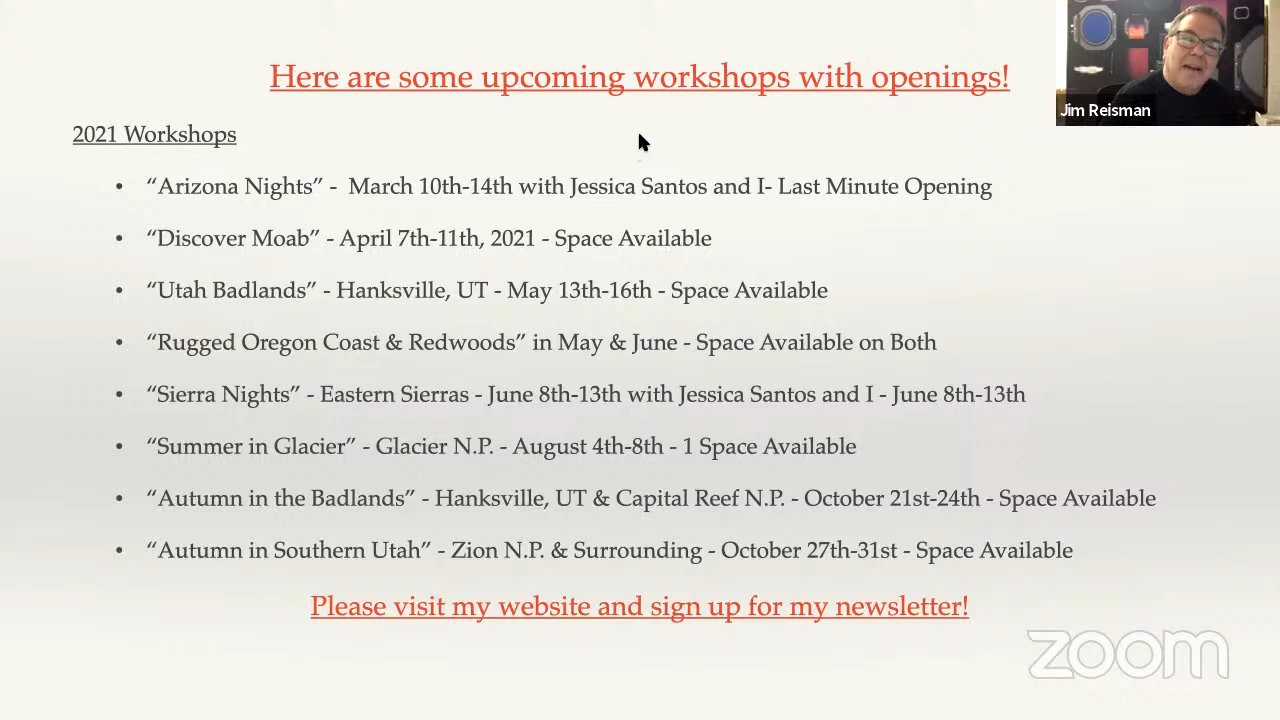 Here are some upcoming workshops with openings!
Jim Reisman
2021 Workshops
• “Arizona Nights” -  March 10th-14th with Jessica Santos and I- Last Minute Opening
• “Discover Moab” - April 7th-11th, 2021 - Space Available
• “Utah Badlands” - Hanksville, UT - May 13th-16th - Space Available
• “Rugged Oregon Coast & Redwoods” in May & June - Space Available on Both
• “Sierra Nights” - Eastern Sierras - June 8th-13th with Jessica Santos and I - June 8th-13th
• “Summer in Glacier” - Glacier N.P. - August 4th-8th - 1 Space Available
• “Autumn in the Badlands” - Hanksville, UT & Capital Reef N.P. - October 21st-24th - Space Available
• “Autumn in Southern Utah” - Zion N.P. & Surrounding - October 27th-31st - Space Available
Please visit my website and sign up for my newsletter!
zoom